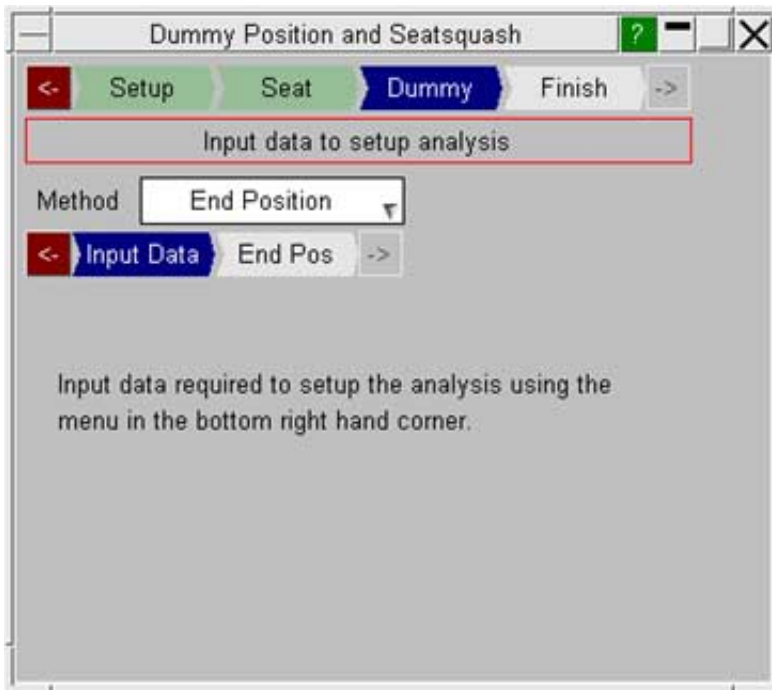 Dummy Position and Seatsquash ?
<- Setup Seat Dummy Finish ->
Input data to setup analysis
Method End Position
<- Input Data End Pos ->
Input data required to setup the analysis using the
menu in the bottom right hand corner.